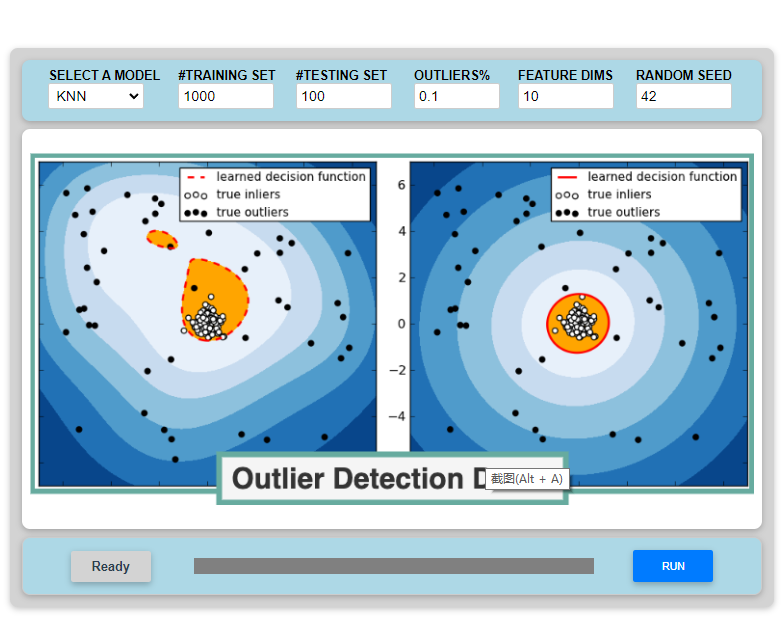 SELECT A MODEL #TRAINING SET #TESTING SET OUTLIERS% FEATURE DIMS RANDOM SEED
KNN 1000 100 0.1 10 42
learned decision function
true inliers
true outliers
learned decision function
true inliers
true outliers
6
4
2
0
−2
−4
Outlier Detection
截图(Alt + A)
Ready RUN